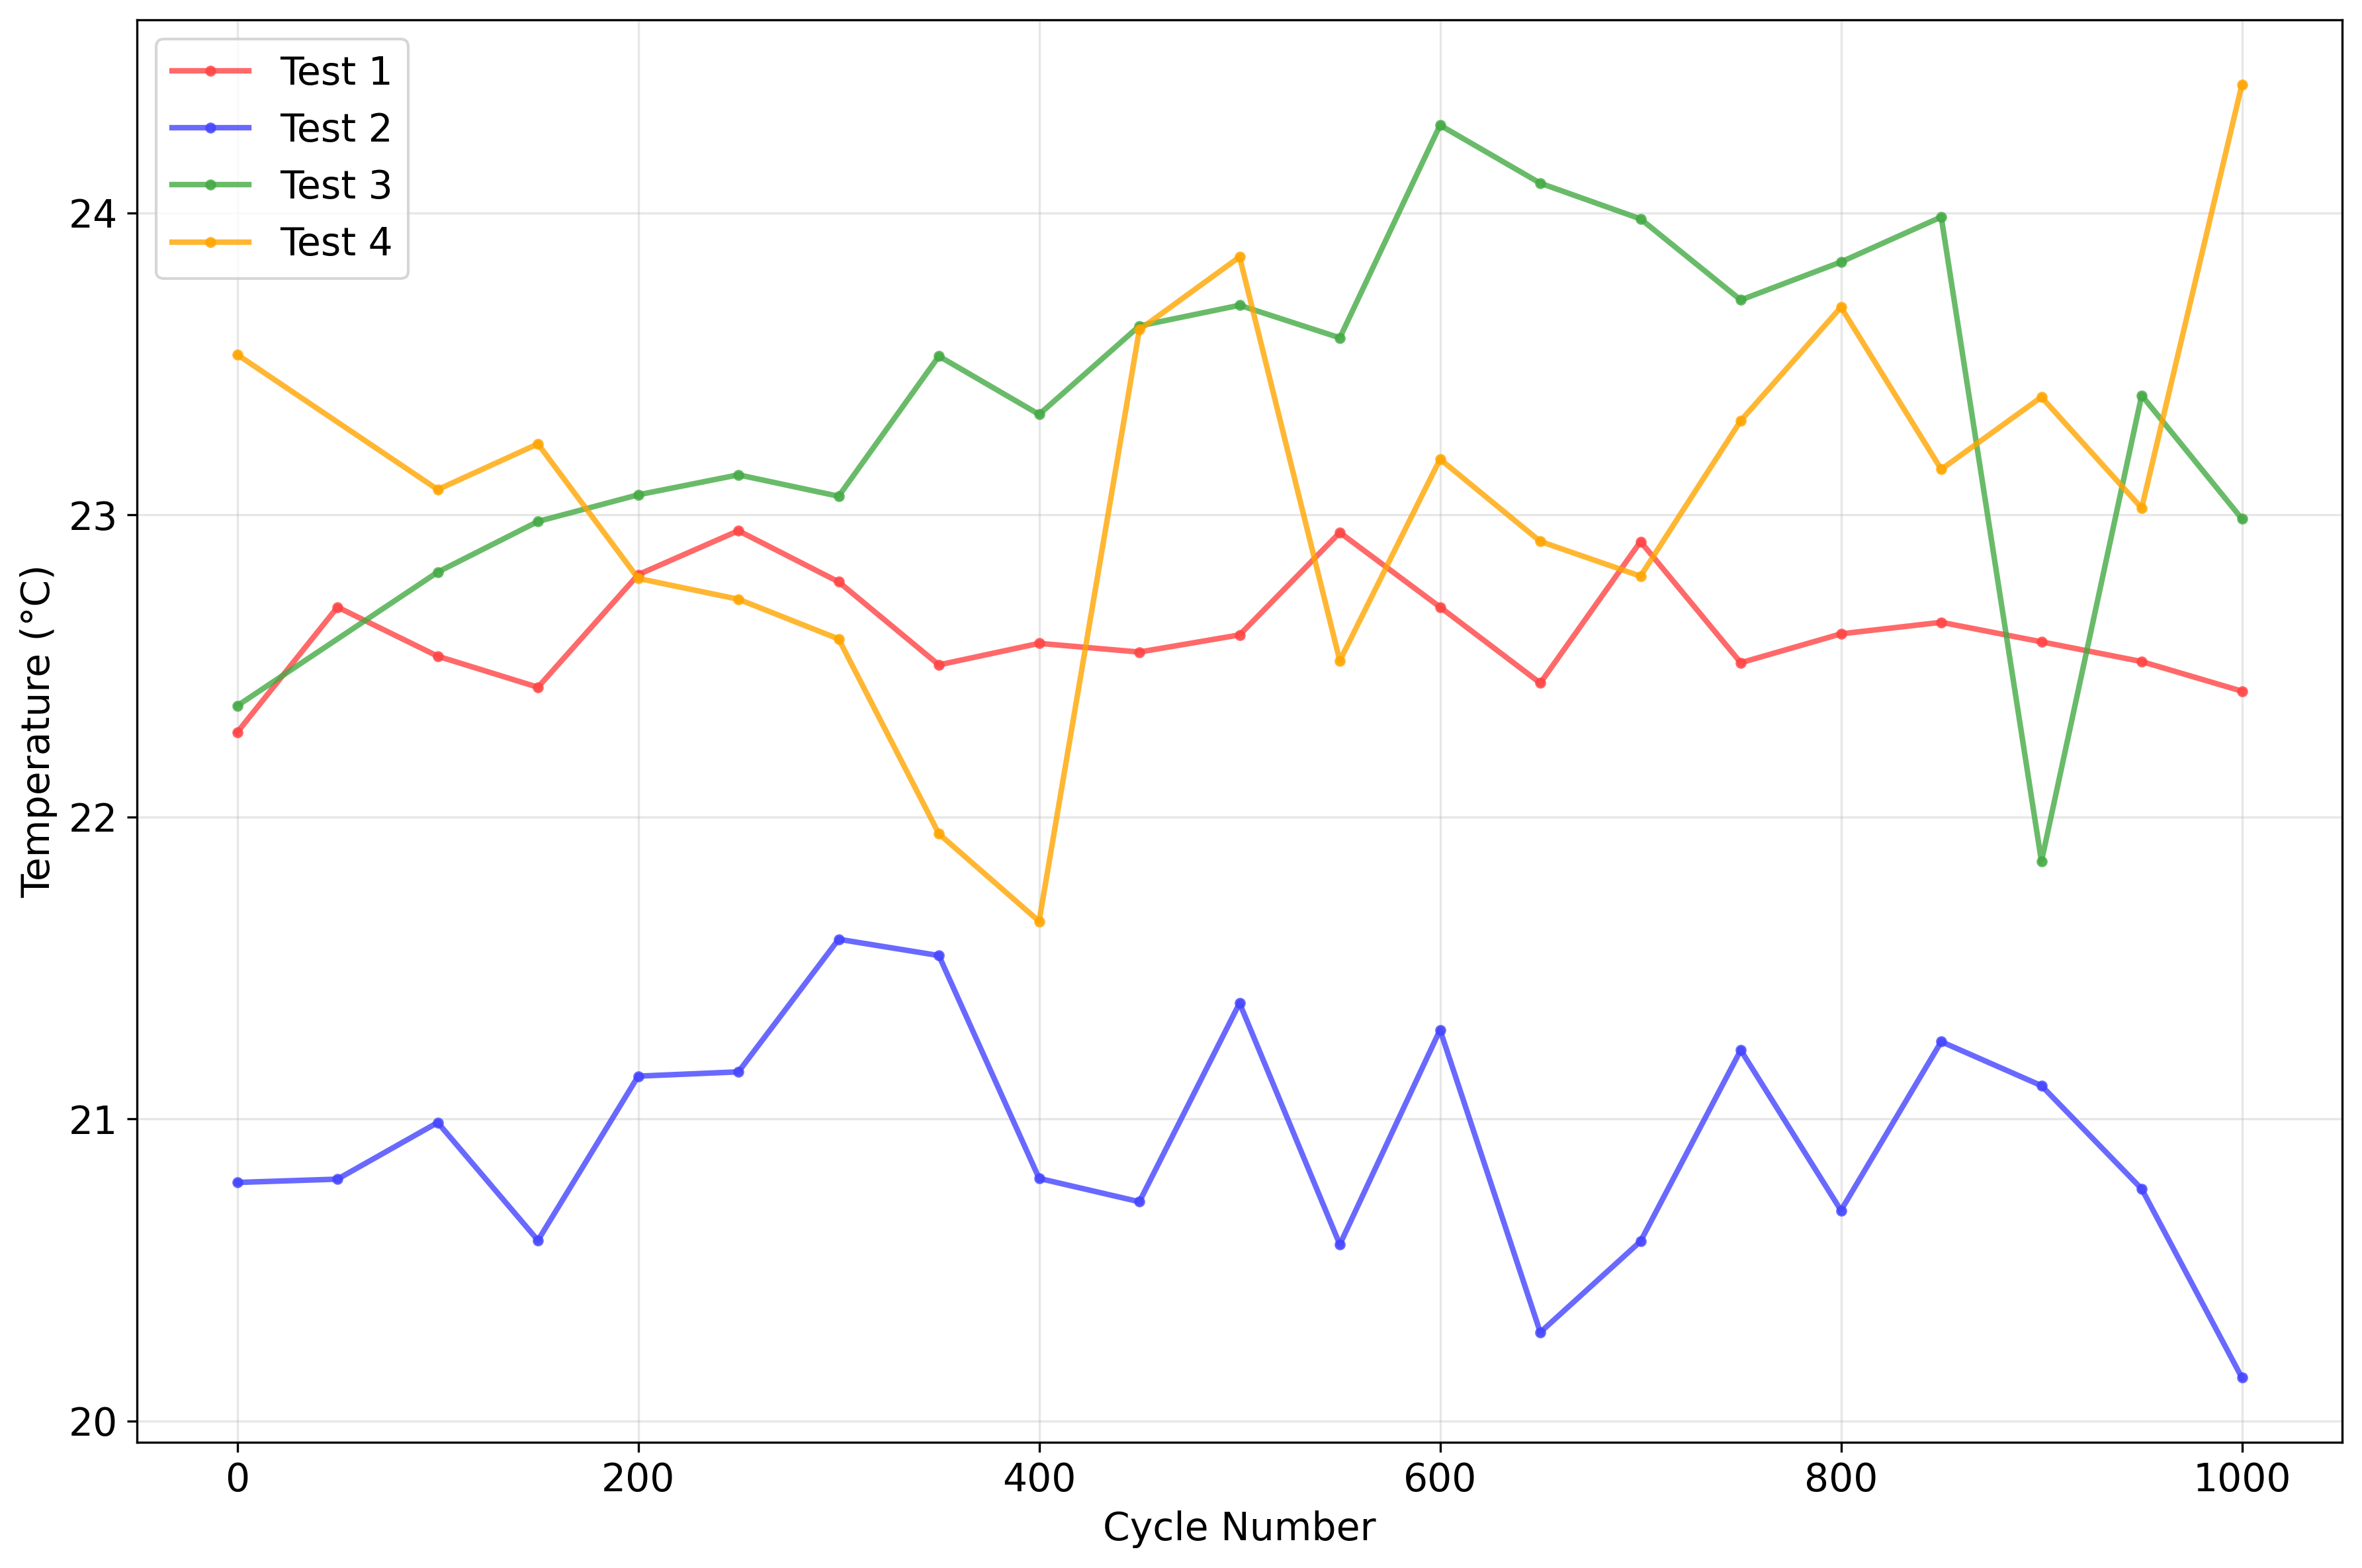 Test 1
Test 2
Test 3
Test 4
24
23
22
21
20
Temperature (°C)
0 200 400 600 800 1000
Cycle Number